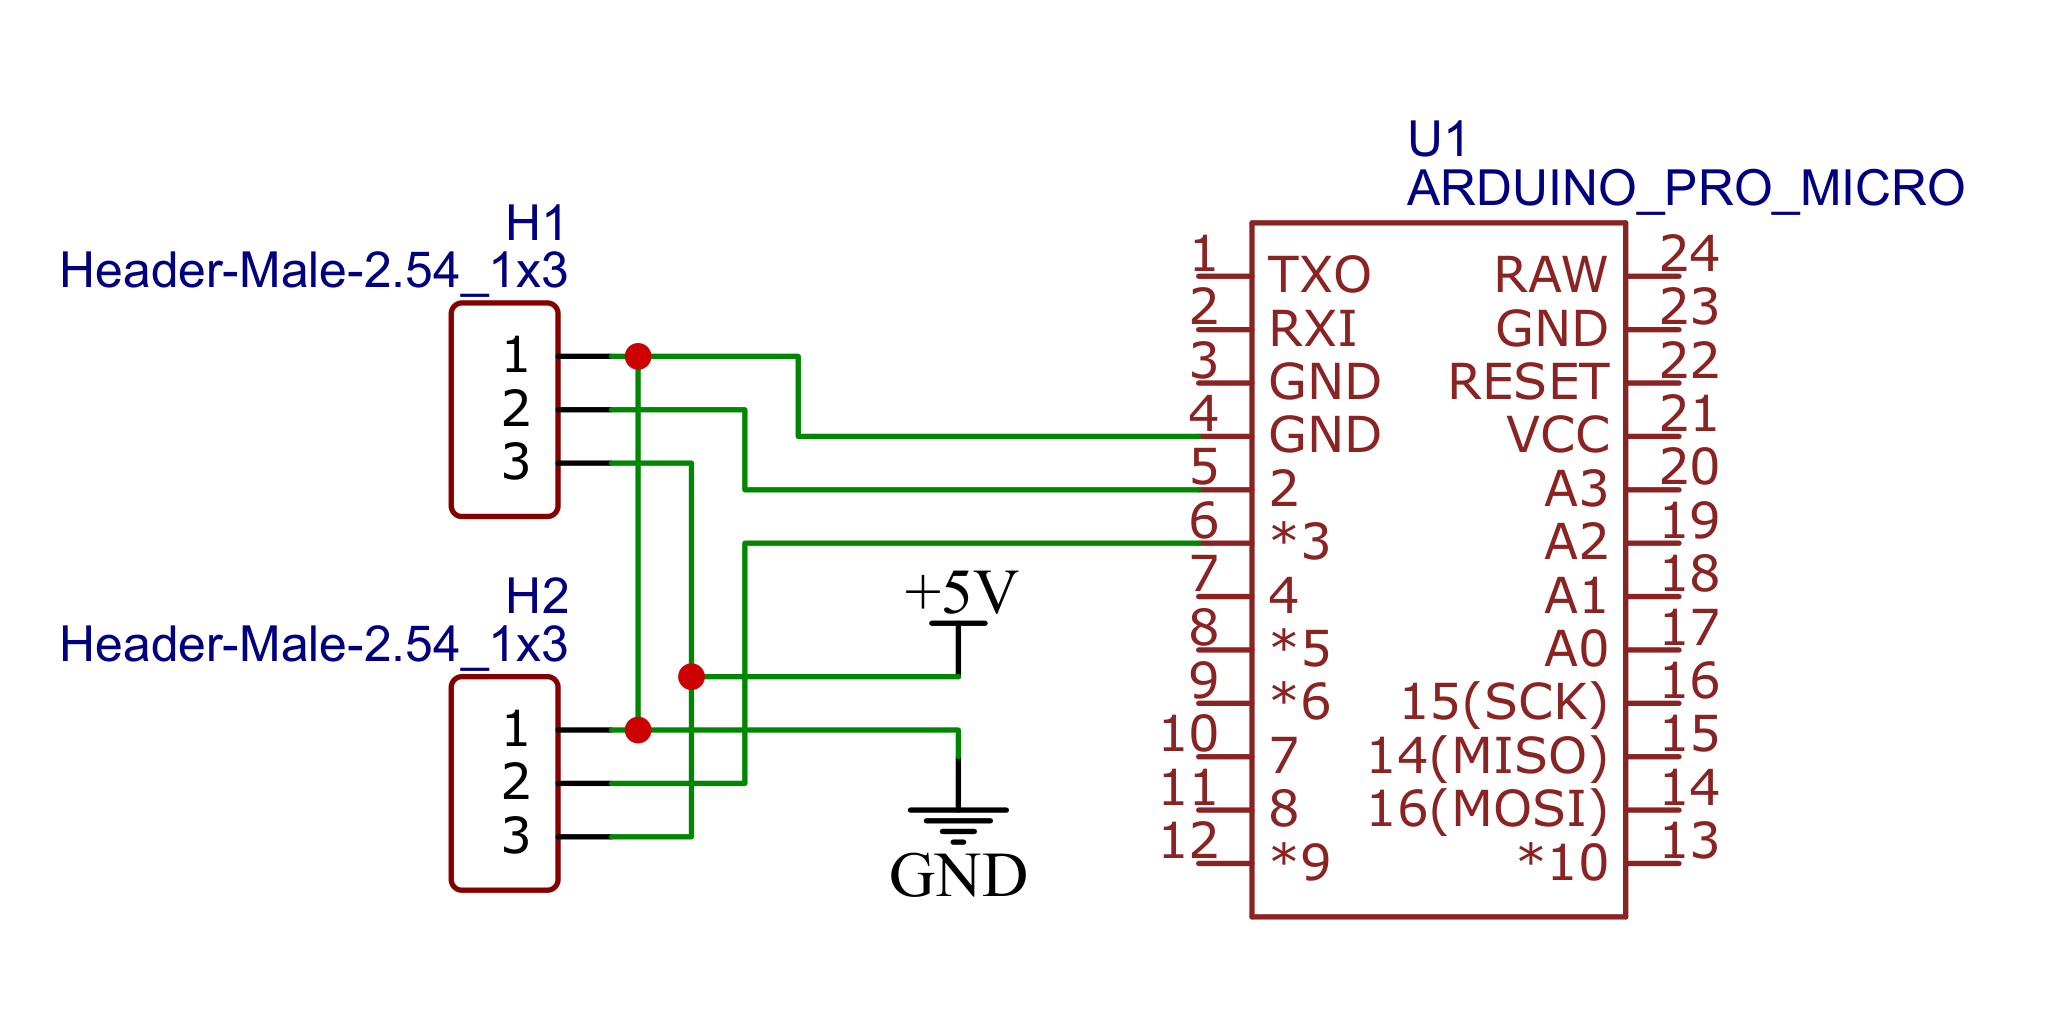 H1
Header-Male-2.54_1x3
1
2
3
H2
Header-Male-2.54_1x3
1
2
3
+5V
GND
U1
ARDUINO_PRO_MICRO
1 TXO RAW 24
2 RXI GND 23
3 GND RESET 22
4 GND VCC 21
5 2 A3 20
6 *3 A2 19
7 4 A1 18
8 *5 A0 17
9 *6 15(SCK) 16
10 7 14(MISO) 15
11 8 16(MOSI) 14
12 *9 *10 13